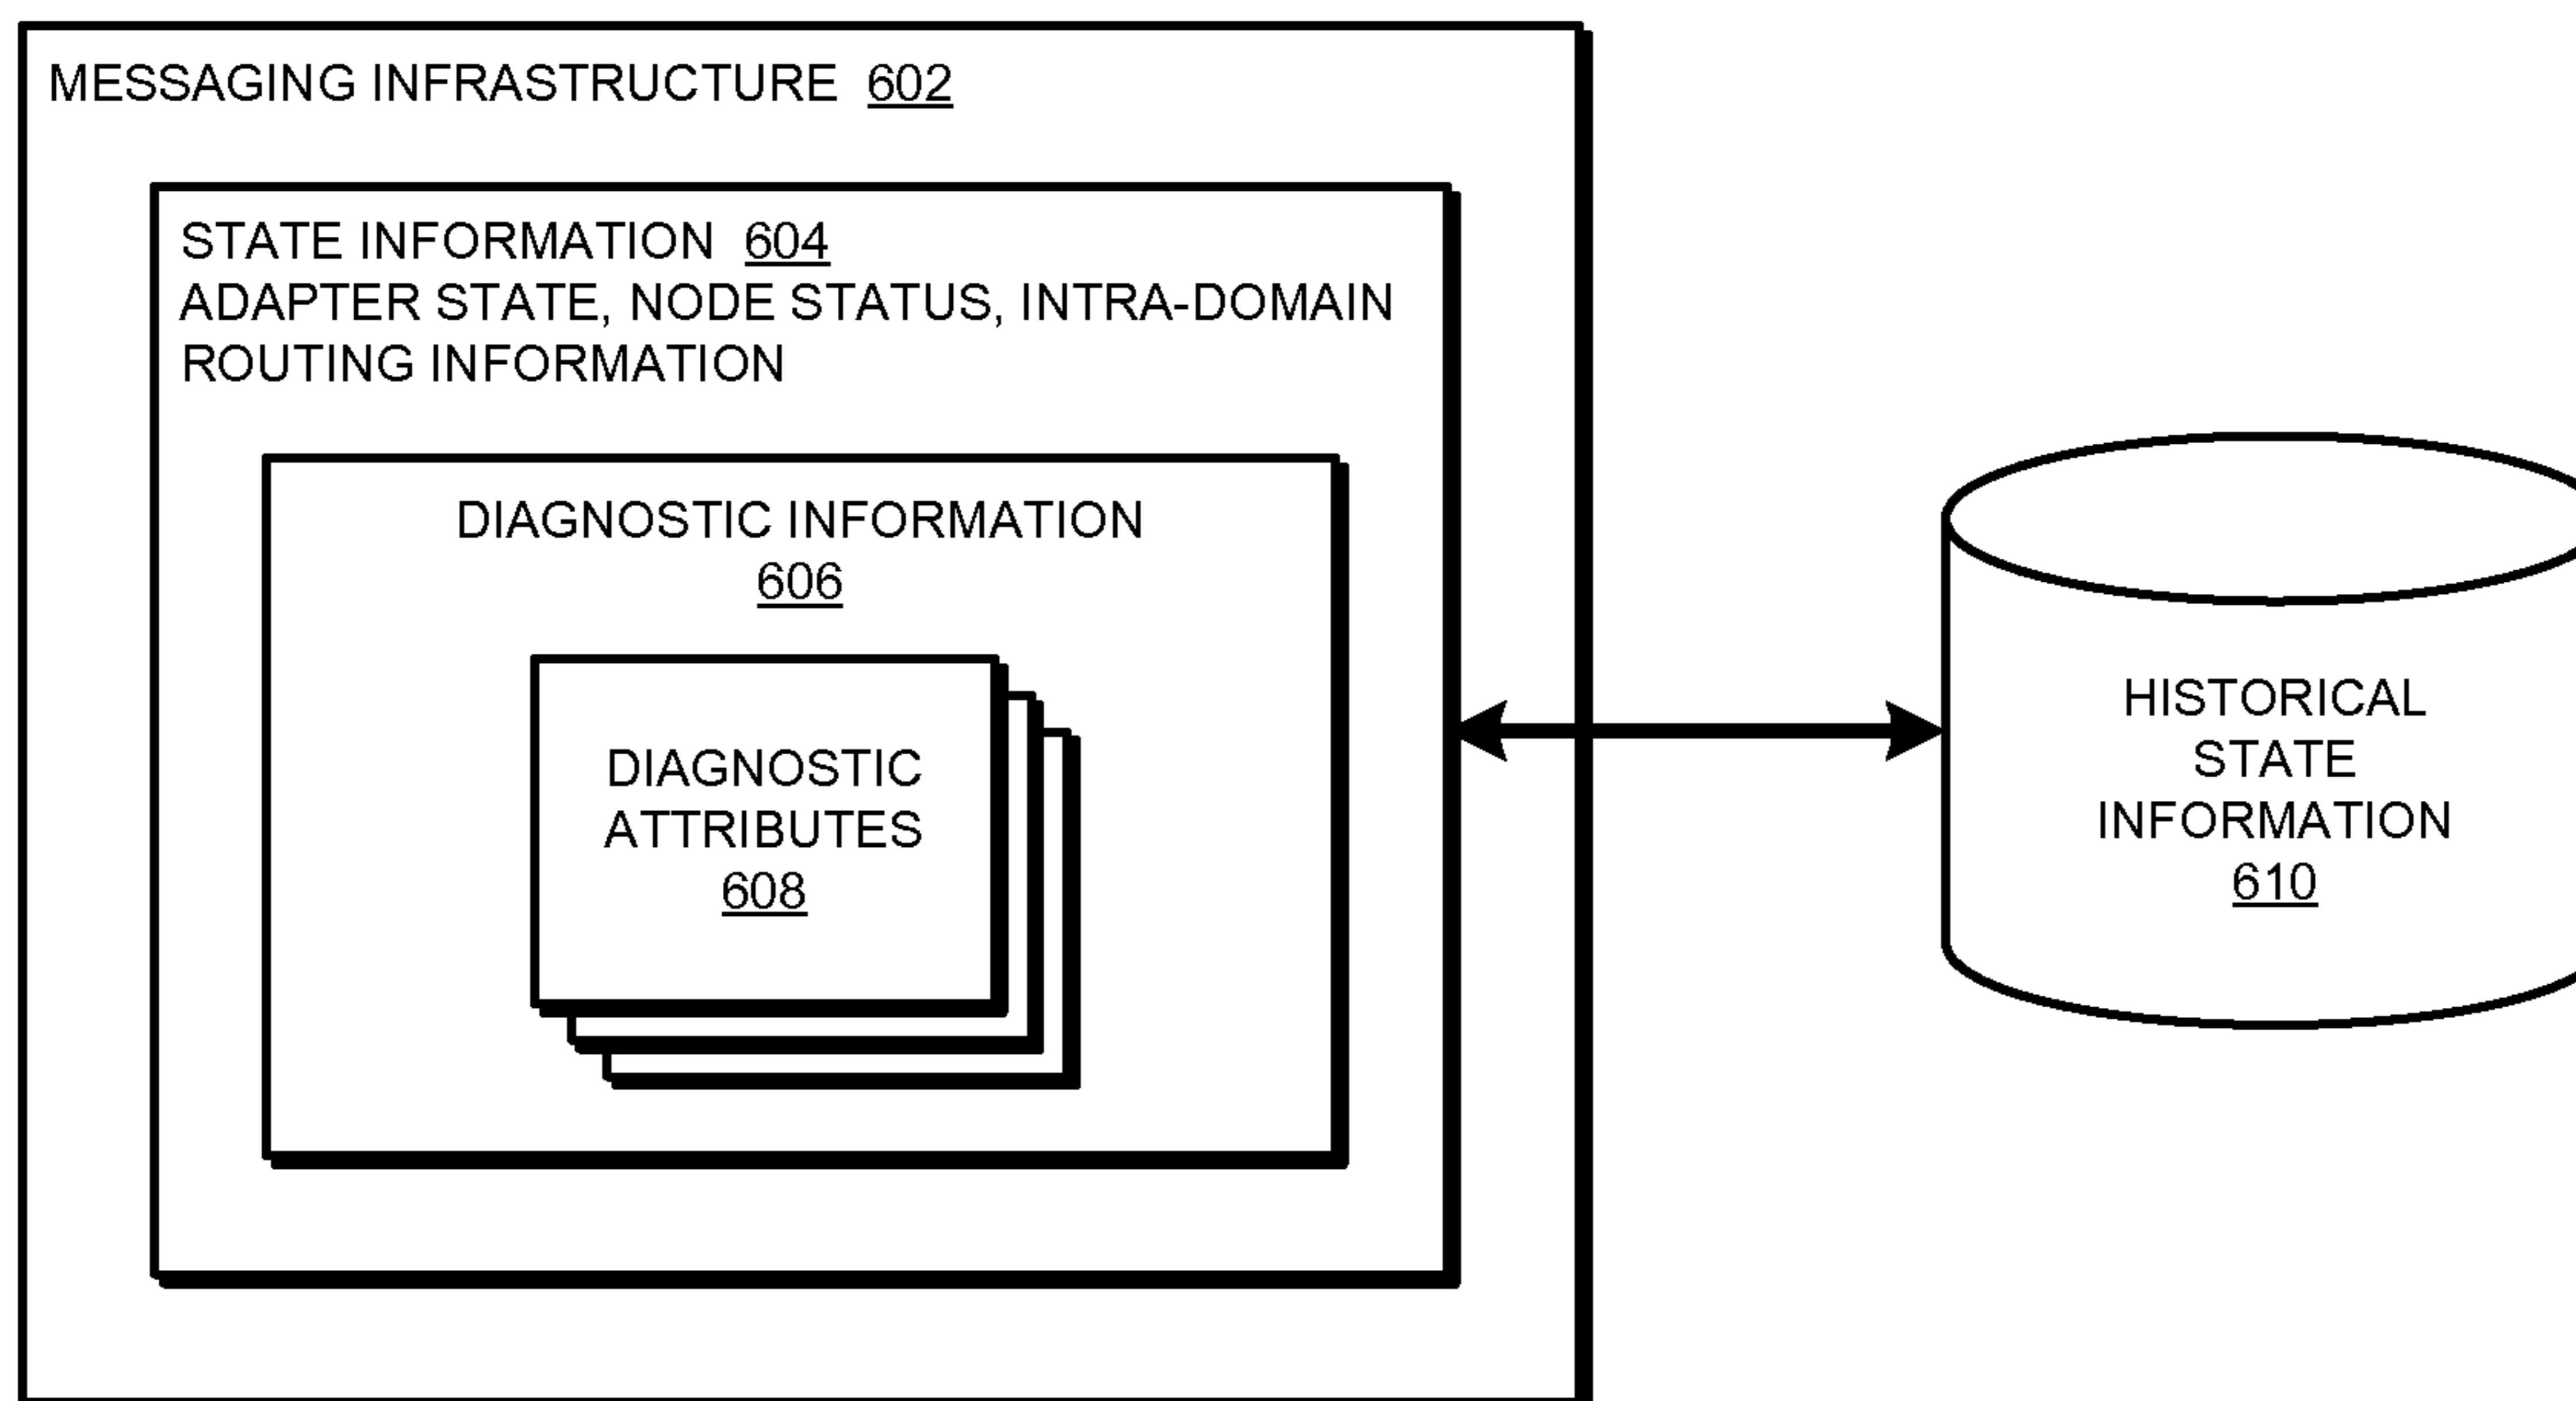 MESSAGING INFRASTRUCTURE 602
STATE INFORMATION 604
ADAPTER STATE, NODE STATUS, INTRA-DOMAIN
ROUTING INFORMATION
DIAGNOSTIC INFORMATION
606
DIAGNOSTIC
ATTRIBUTES
608
HISTORICAL
STATE
INFORMATION
610